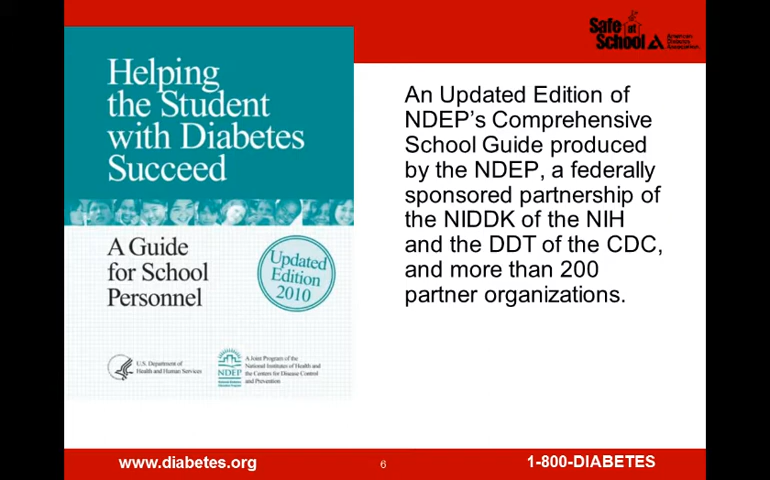 Safe at
School
American
Diabetes
Association.
Helping
the Student
with Diabetes
Succeed
A Guide
for School
Personnel
Updated
Edition
2010
U.S. Department of
Health and Human Services
NDEP
A Joint Program of the
National Institutes of Health and
the Centers for Disease Control
and Prevention
An Updated Edition of
NDEP’s Comprehensive
School Guide produced
by the NDEP, a federally
sponsored partnership of
the NIDDK of the NIH
and the DDT of the CDC,
and more than 200
partner organizations.
www.diabetes.org
6
1-800-DIABETES